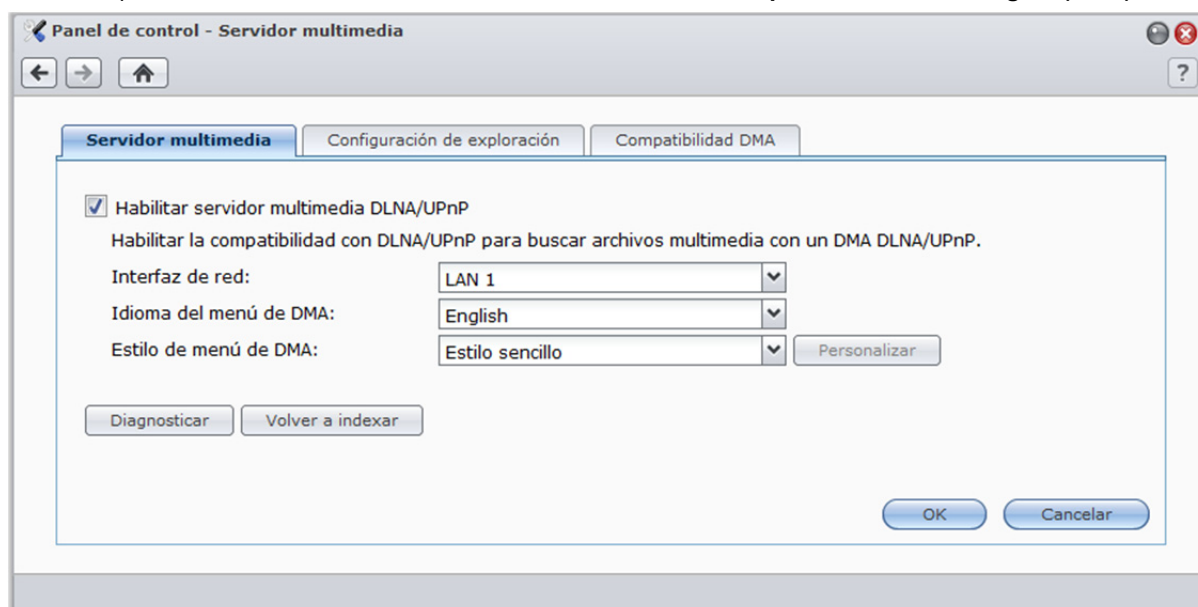 Panel de control - Servidor multimedia
?
Servidor multimedia Configuración de exploración Compatibilidad DMA
Habilitar servidor multimedia DLNA/UPnP
Habilitar la compatibilidad con DLNA/UPnP para buscar archivos multimedia con un DMA DLNA/UPnP.
Interfaz de red: LAN 1
Idioma del menú de DMA: English
Estilo de menú de DMA: Estilo sencillo Personalizar
Diagnosticar Volver a indexar
OK Cancelar